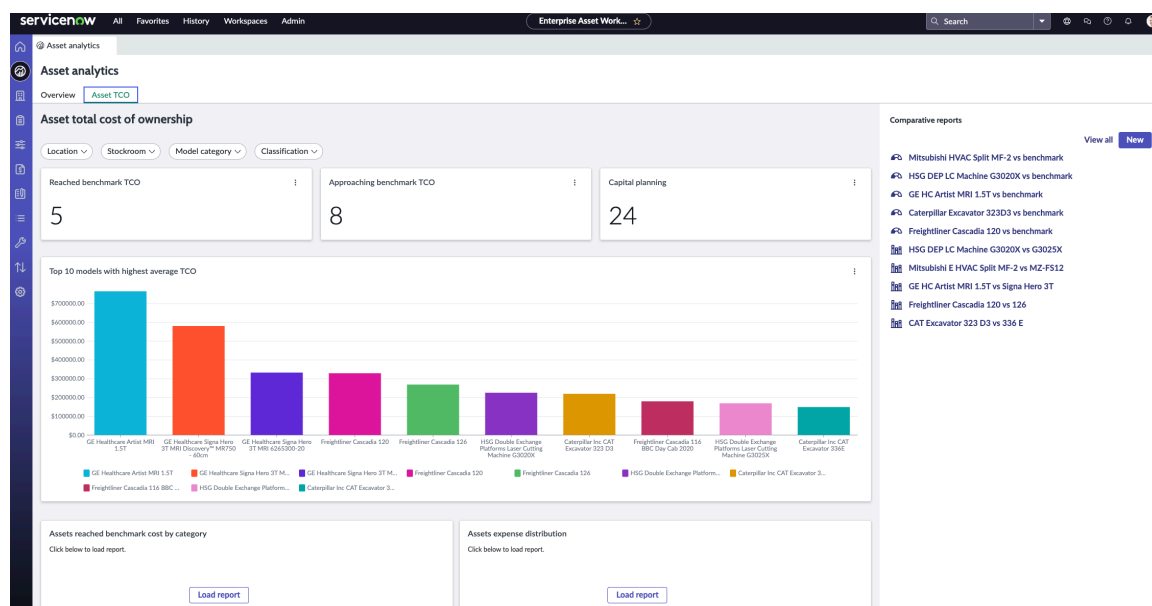 servicenow All Favorites History Workspaces Admin Enterprise Asset Work... Search
Asset analytics
Asset analytics
Overview Asset TCO
Asset total cost of ownership
Location Stockroom Model category Classification
Reached benchmark TCO
5
Approaching benchmark TCO
8
Capital planning
24
Top 10 models with highest average TCO
$700000.00
$600000.00
$500000.00
$400000.00
$300000.00
$200000.00
$100000.00
$0.00
GE Healthcare Artist MRI
1.5T
GE Healthcare Signa Hero
3T MRI Discovery™ MR750
- 60cm
GE Healthcare Signa Hero
3T MRI 6265300-20
Freightliner Cascadia 120
Freightliner Cascadia 126
HSG Double Exchange
Platforms Laser Cutting
Machine G3020X
Caterpillar Inc CAT
Excavator 323 D3
Freightliner Cascadia 116
BBC Day Cab 2020
HSG Double Exchange
Platforms Laser Cutting
Machine G3025X
Caterpillar Inc CAT
Excavator 336E
GE Healthcare Artist MRI 1.5T GE Healthcare Signa Hero 3T M... GE Healthcare Signa Hero 3T M... Freightliner Cascadia 120 Freightliner Cascadia 126 HSG Double Exchange Platform... Caterpillar Inc CAT Excavator 3...
Freightliner Cascadia 116 BBC ... HSG Double Exchange Platform... Caterpillar Inc CAT Excavator 3...
Assets reached benchmark cost by category
Click below to load report.
Load report
Assets expense distribution
Click below to load report.
Load report
Comparative reports
View all New
Mitsubishi HVAC Split MF-2 vs benchmark
HSG DEP LC Machine G3020X vs benchmark
GE HC Artist MRI 1.5T vs benchmark
Caterpillar Excavator 323D3 vs benchmark
Freightliner Cascadia 120 vs benchmark
HSG DEP LC Machine G3020X vs G3025X
Mitsubishi E HVAC Split MF-2 vs MZ-FS12
GE HC Artist MRI 1.5T vs Signa Hero 3T
Freightliner Cascadia 120 vs 126
CAT Excavator 323 D3 vs 336 E